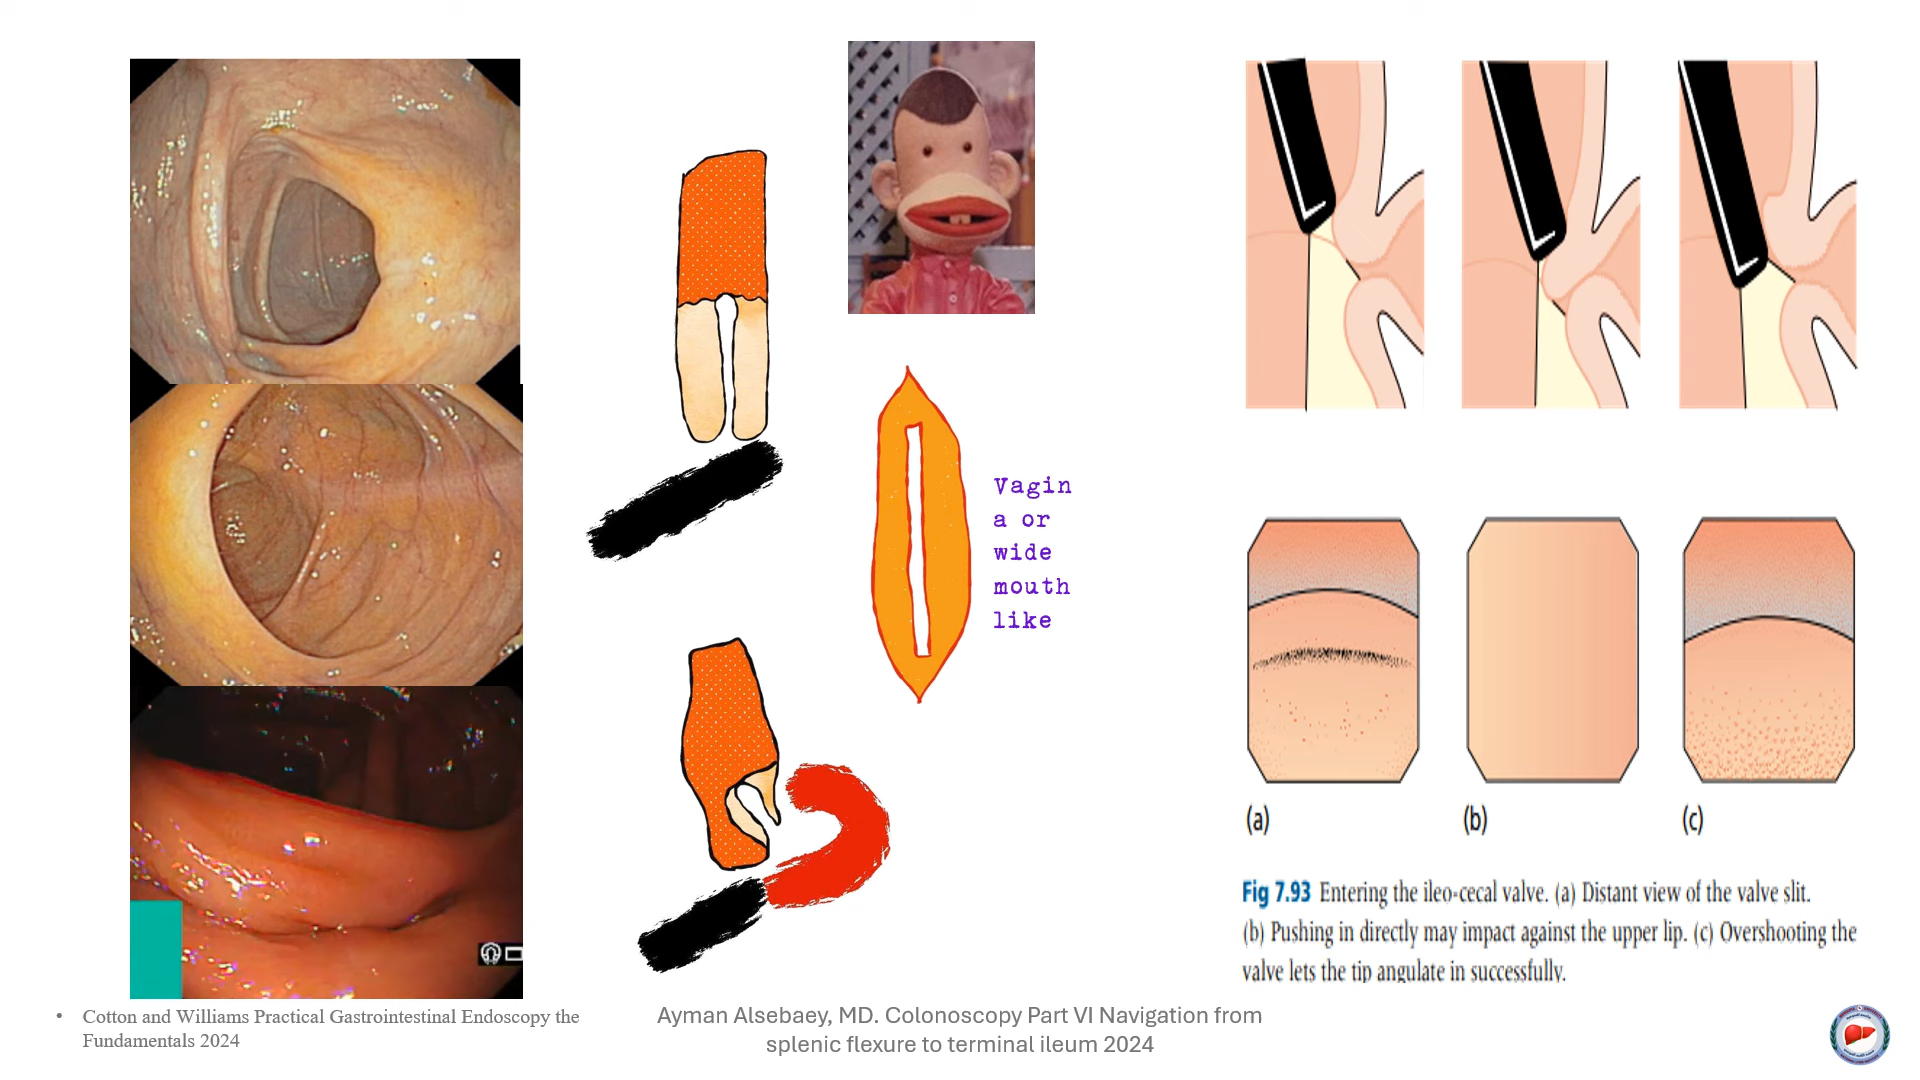 Vagin
a or
wide
mouth
like
(a)
(b)
(c)
Fig 7.93 Entering the ileo-cecal valve. (a) Distant view of the valve slit.
(b) Pushing in directly may impact against the upper lip. (c) Overshooting the
valve lets the tip angulate in successfully.
• Cotton and Williams Practical Gastrointestinal Endoscopy the
Fundamentals 2024
Ayman Alsebaey, MD. Colonoscopy Part VI Navigation from
splenic flexure to terminal ileum 2024